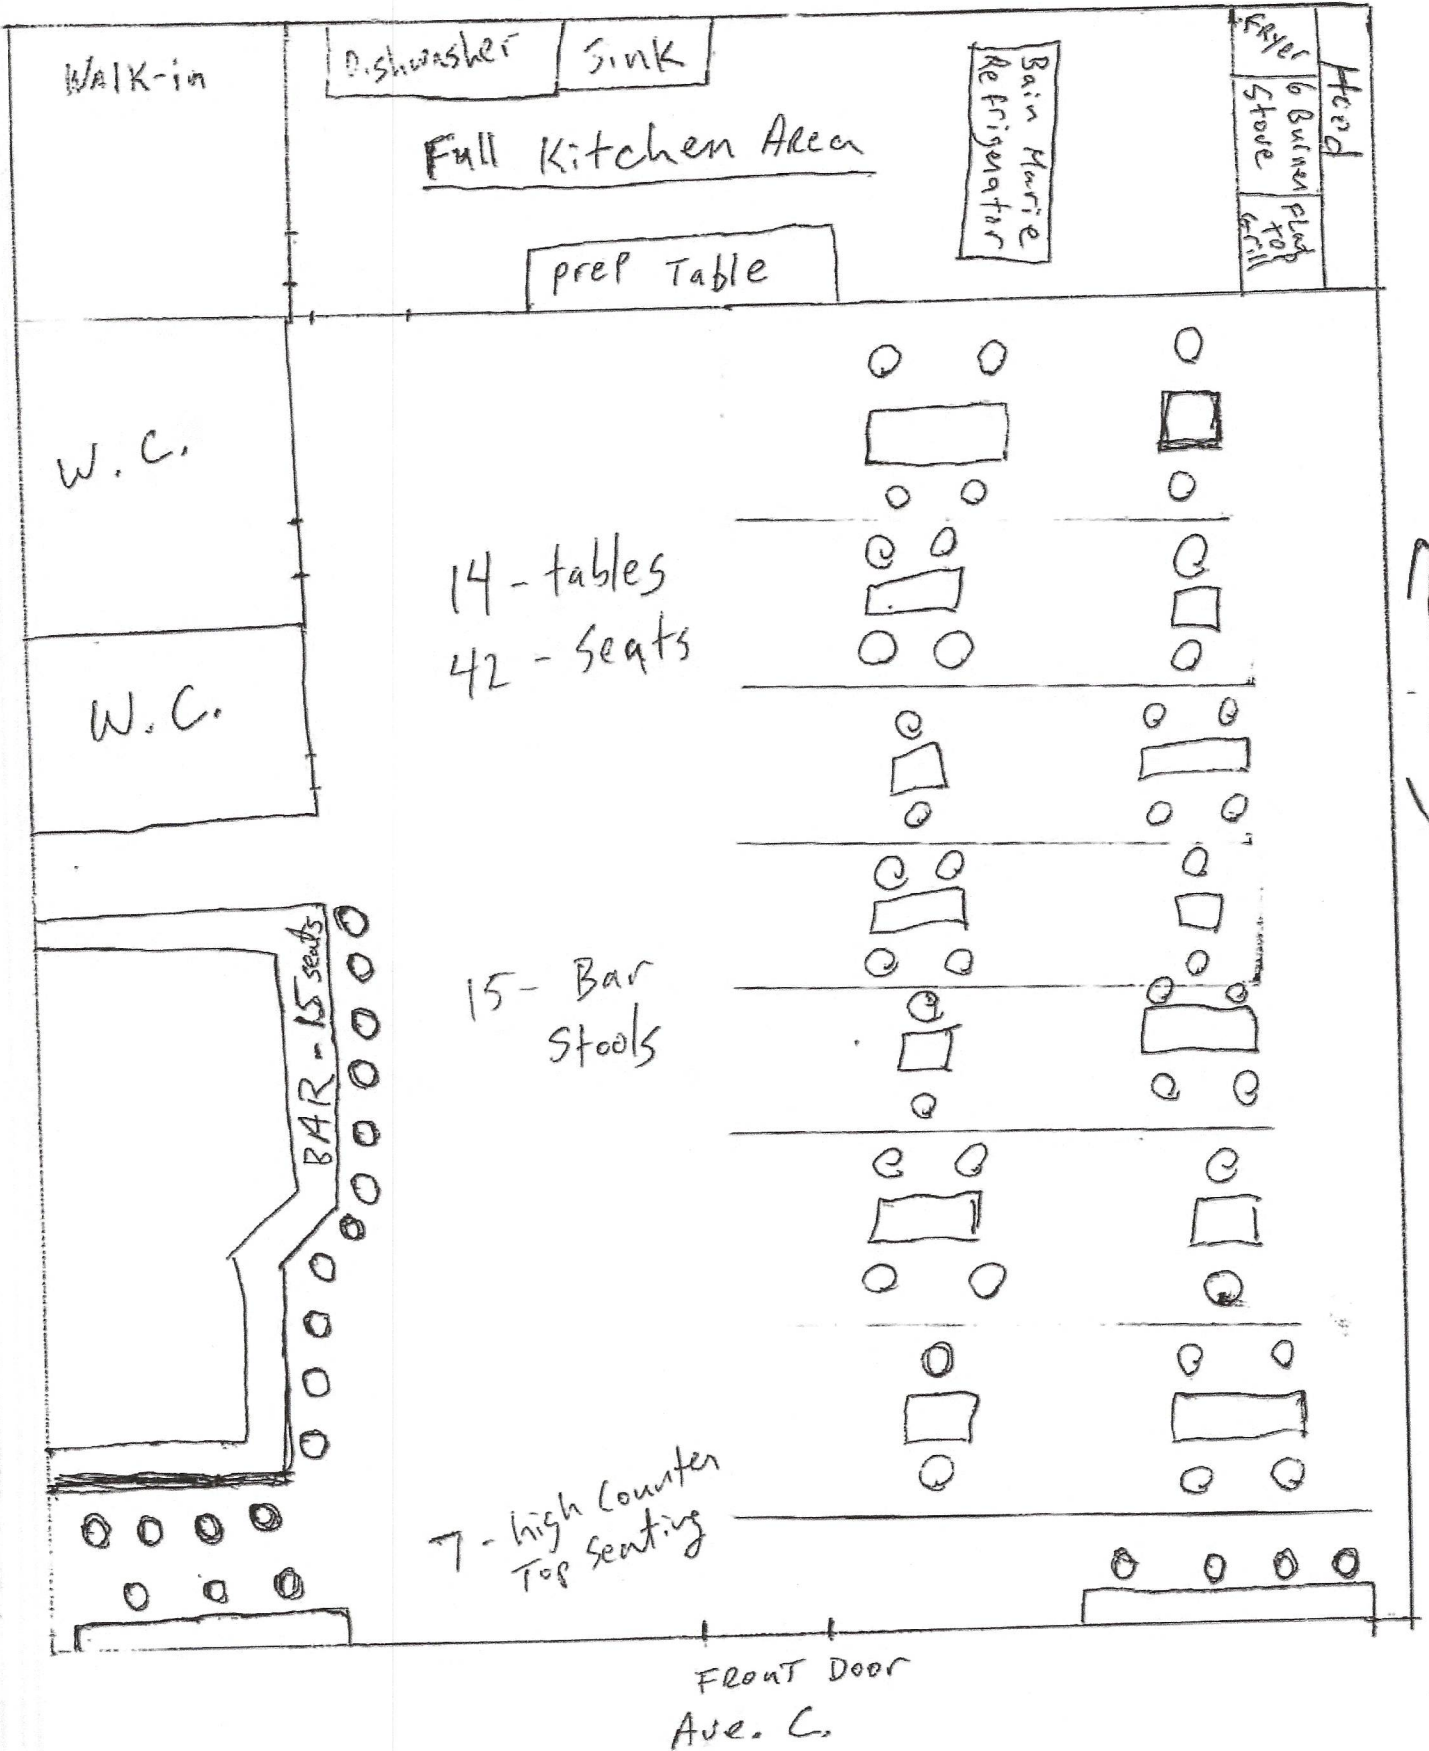 WALK-in
Dishwasher
Sink
Full Kitchen Area
Bain Marie
Refrigerator
Fryer
6 Burner
Stove
Flat
top
Grill
Hood
prep Table
W.C.
14 - tables
42 - Seats
W.C.
BAR - 15 seats
15 - Bar
Stools
7 - high Counter
Top Seating
FRONT DOOR
Ave. C.